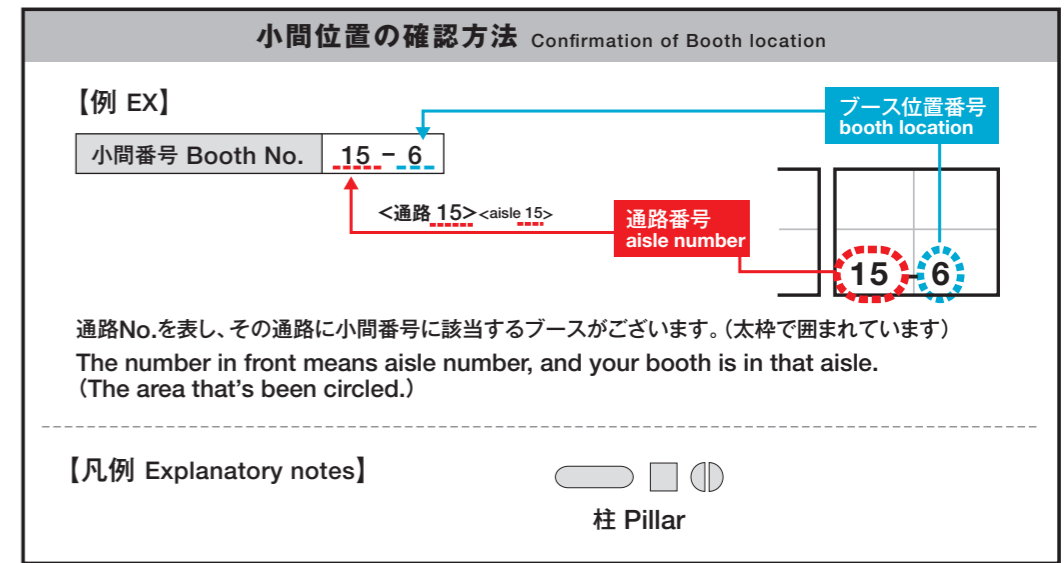 小間位置の確認方法 Confirmation of Booth location
【例 EX】
ブース位置番号
booth location
小間番号 Booth No. 15 - 6
<通路 15> <aisle 15>
通路番号
aisle number
15 - 6
通路No.を表し、その通路に小間番号に該当するブースがございます。(太枠で囲まれています)
The number in front means aisle number, and your booth is in that aisle.
(The area that's been circled.)
【凡例 Explanatory notes】
柱 Pillar